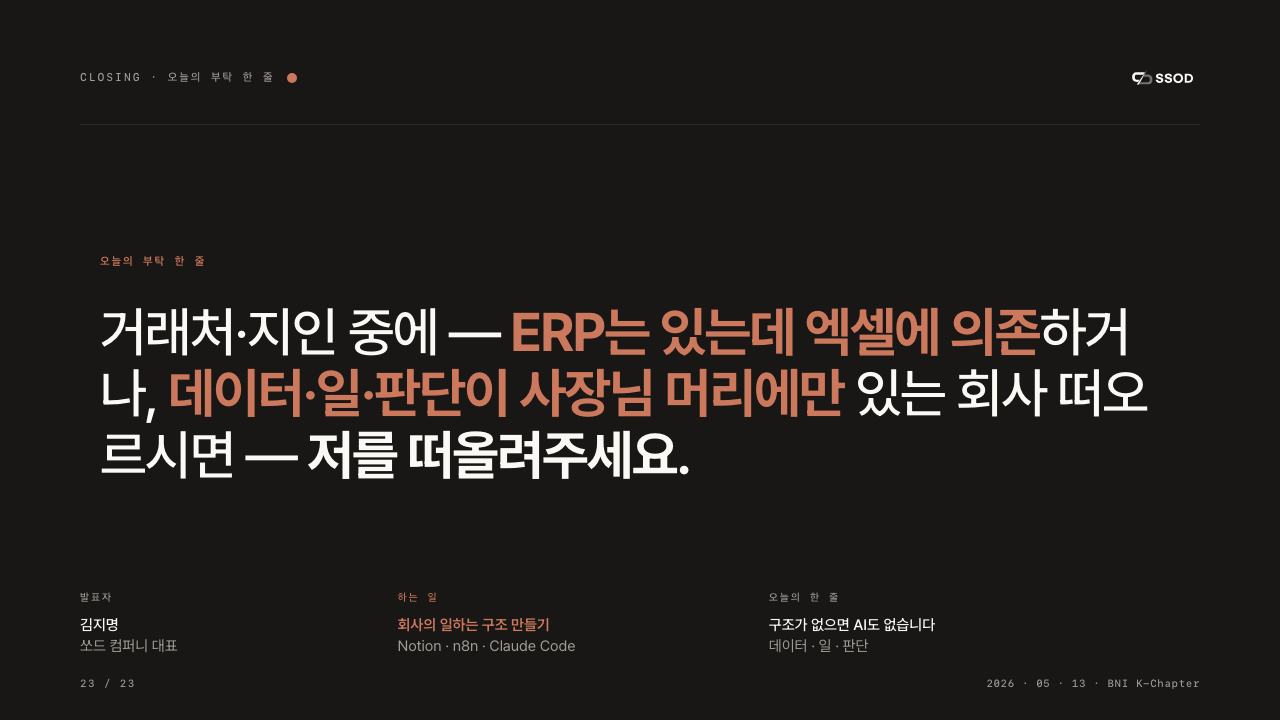 CLOSING · 오늘의 부탁 한 줄
SSOD
오늘의 부탁 한 줄
거래처·지인 중에 — ERP는 있는데 엑셀에 의존하거
나, 데이터·일·판단이 사장님 머리에만 있는 회사 떠오
르시면 — 저를 떠올려주세요.
발표자
김지명
쏘드 컴퍼니 대표
하는 일
회사의 일하는 구조 만들기
Notion · n8n · Claude Code
오늘의 한 줄
구조가 없으면 AI도 없습니다
데이터 · 일 · 판단
23 / 23
2026 · 05 · 13 · BNI K–Chapter